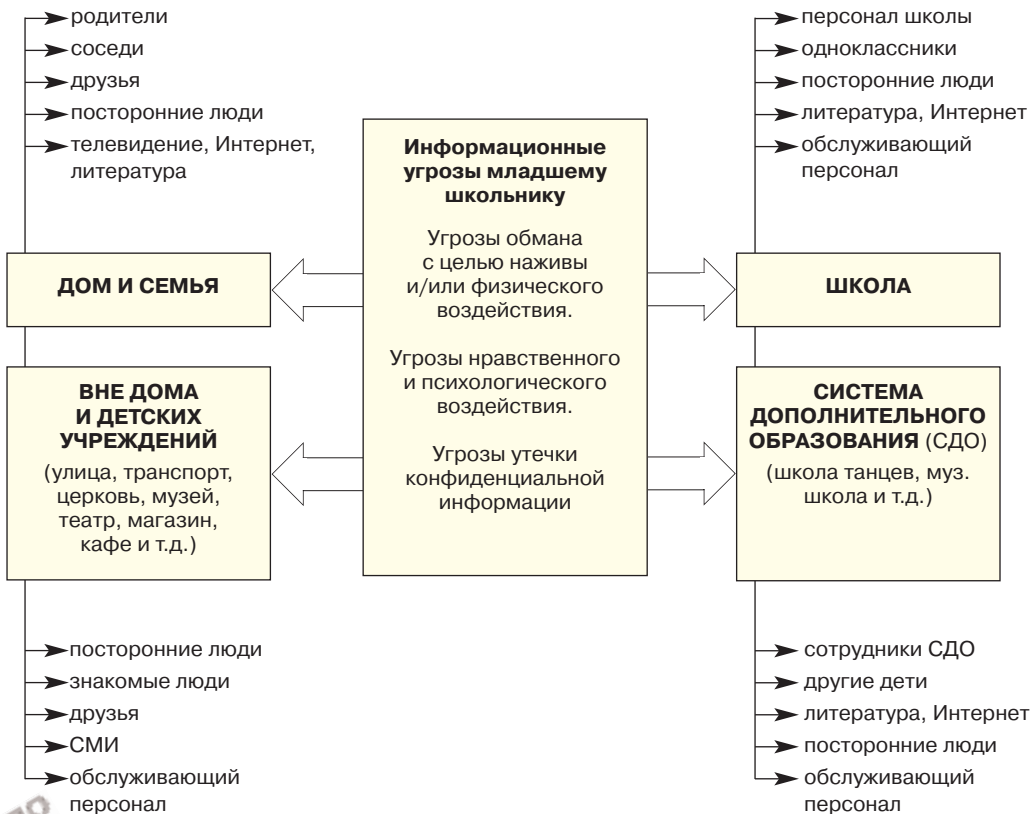 родители
соседи
друзья
посторонние люди
телевидение, Интернет,
литература
ДОМ И СЕМЬЯ
ВНЕ ДОМА
И ДЕТСКИХ
УЧРЕЖДЕНИЙ
(улица, транспорт,
церковь, музей,
театр, магазин,
кафе и т.д.)
посторонние люди
знакомые люди
друзья
СМИ
обслуживающий
персонал
Информационные
угрозы младшему
школьнику
Угрозы обмана
с целью наживы
и/или физического
воздействия.
Угрозы нравственного
и психологического
воздействия.
Угрозы утечки
конфиденциальной
информации
персонал школы
одноклассники
посторонние люди
литература, Интернет
обслуживающий
персонал
ШКОЛА
СИСТЕМА
ДОПОЛНИТЕЛЬНОГО
ОБРАЗОВАНИЯ (СДО)
(школа танцев, муз.
школа и т.д.)
сотрудники СДО
другие дети
литература, Интернет
посторонние люди
обслуживающий
персонал